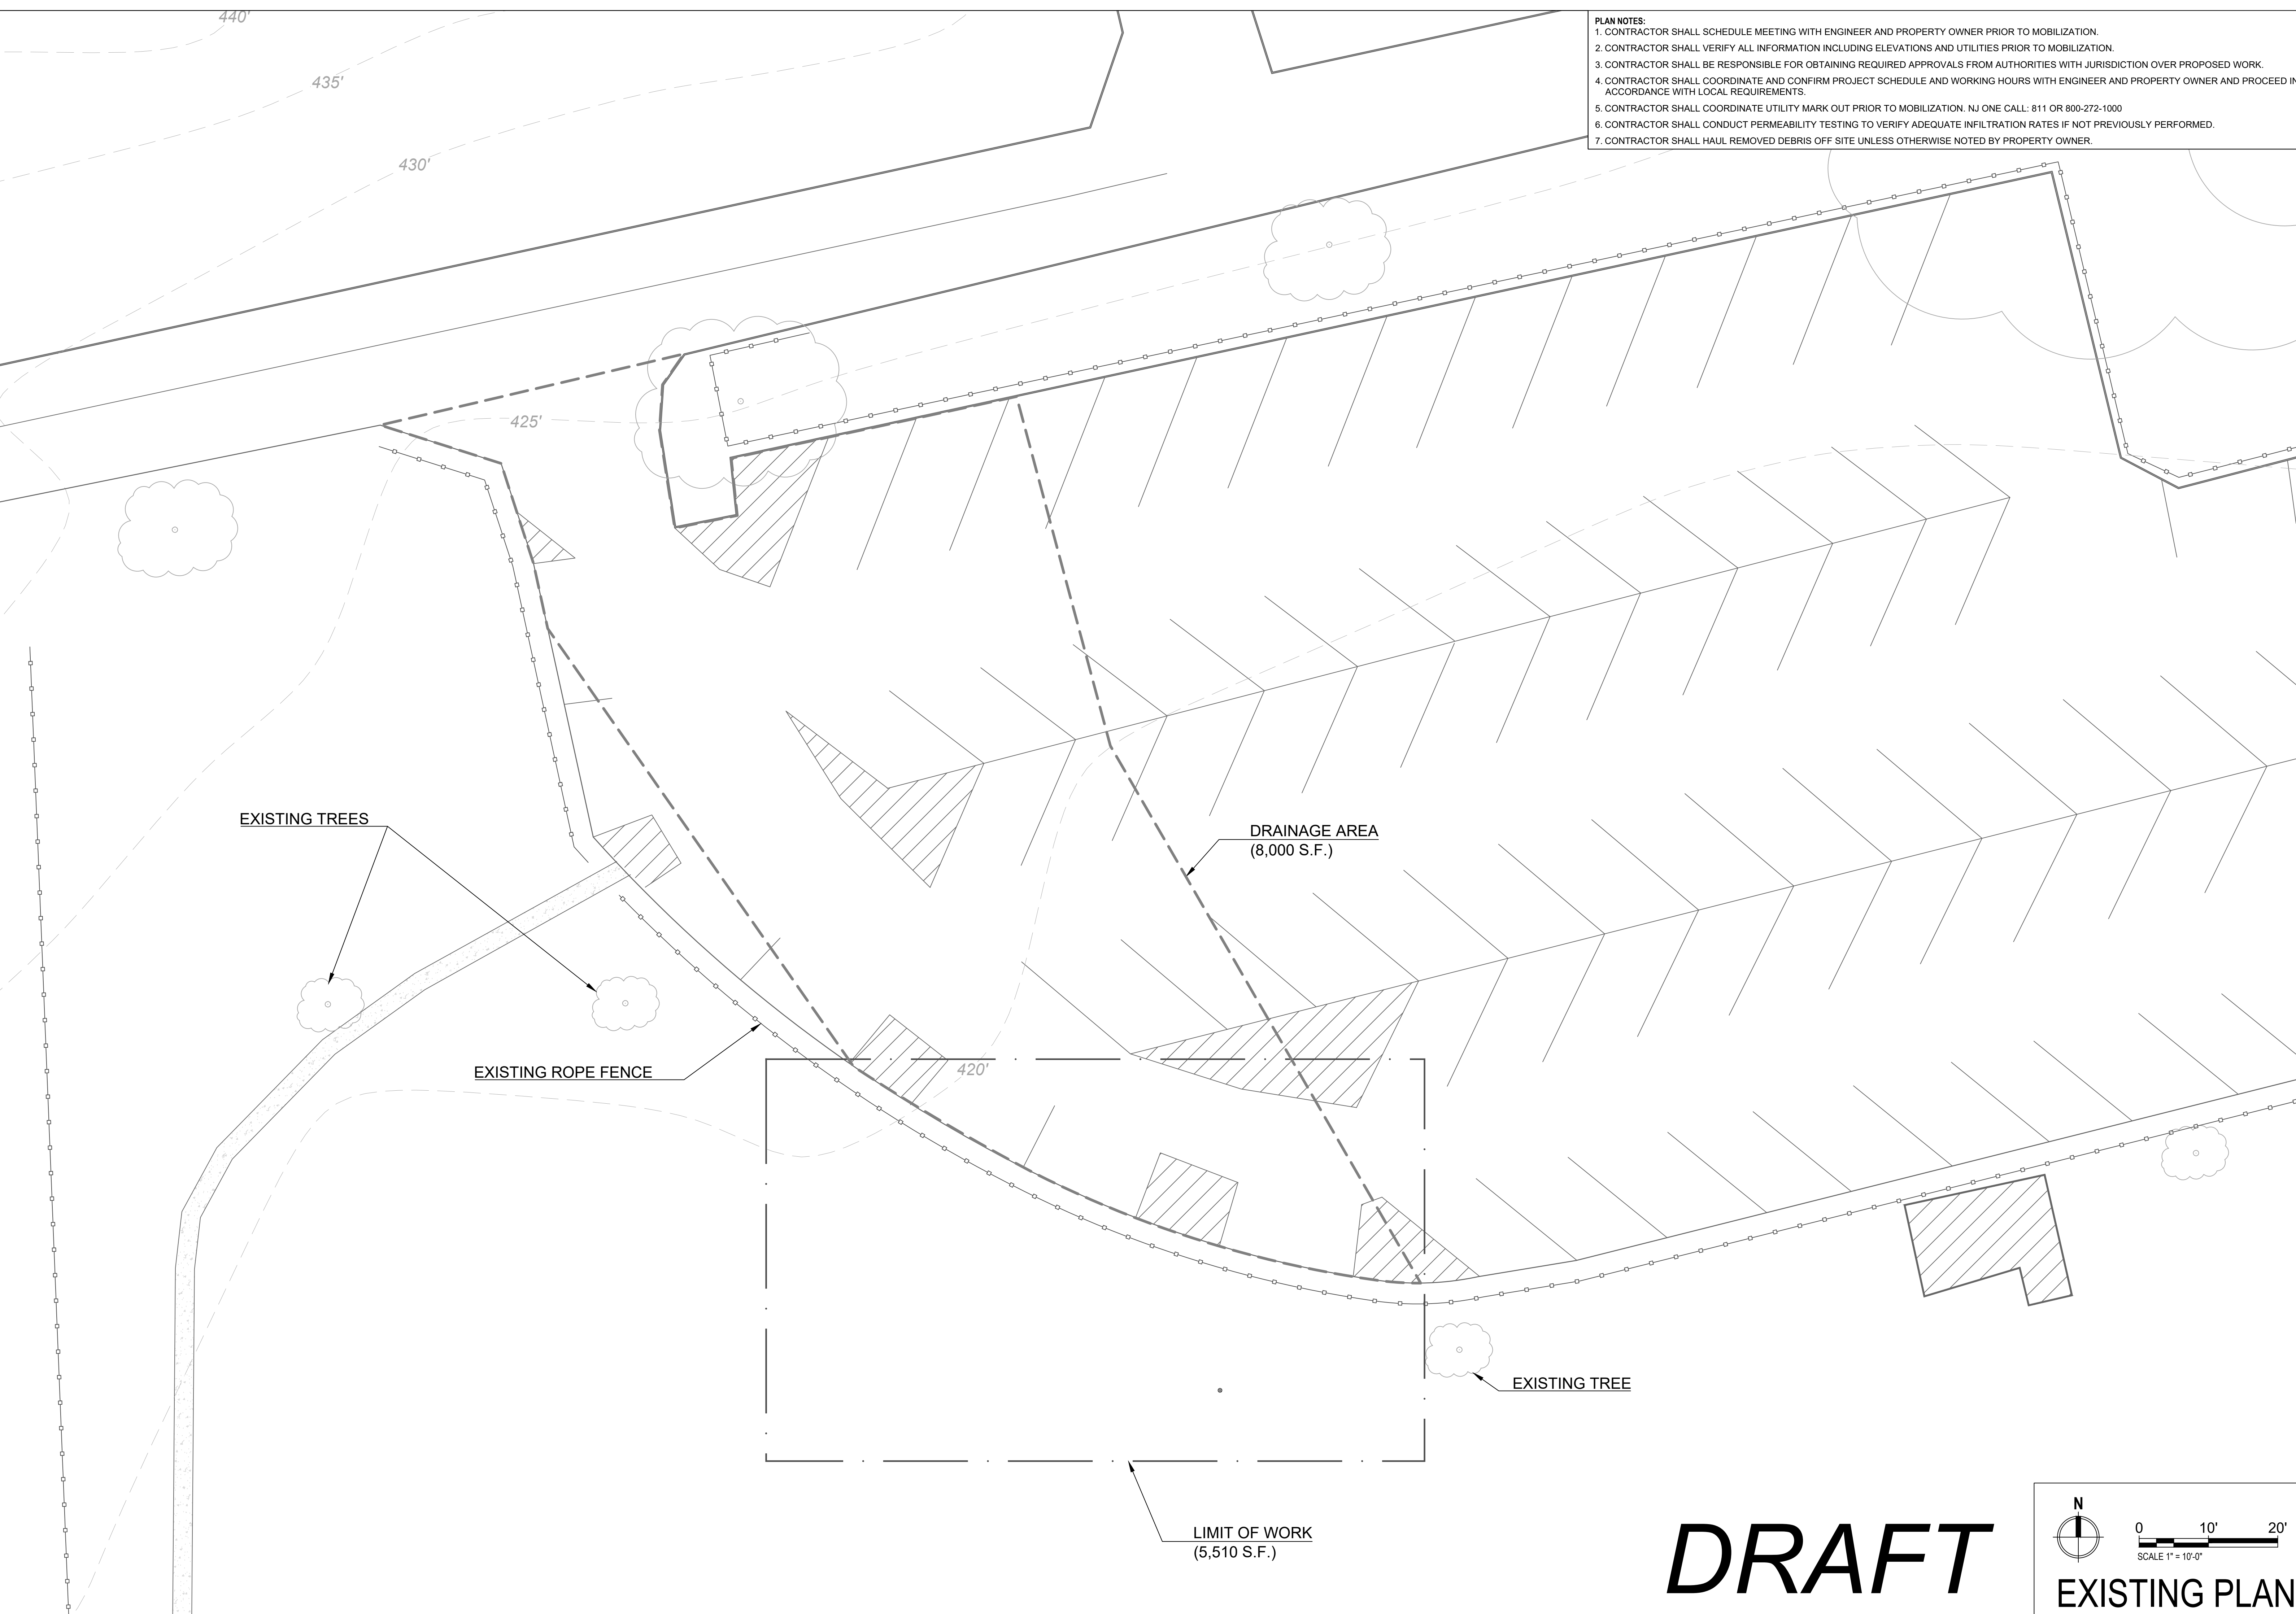 440'
PLAN NOTES:
1. CONTRACTOR SHALL SCHEDULE MEETING WITH ENGINEER AND PROPERTY OWNER PRIOR TO MOBILIZATION.
2. CONTRACTOR SHALL VERIFY ALL INFORMATION INCLUDING ELEVATIONS AND UTILITIES PRIOR TO MOBILIZATION.
3. CONTRACTOR SHALL BE RESPONSIBLE FOR OBTAINING REQUIRED APPROVALS FROM AUTHORITIES WITH JURISDICTION OVER PROPOSED WORK.
4. CONTRACTOR SHALL COORDINATE AND CONFIRM PROJECT SCHEDULE AND WORKING HOURS WITH ENGINEER AND PROPERTY OWNER AND PROCEED IN
ACCORDANCE WITH LOCAL REQUIREMENTS.
5. CONTRACTOR SHALL COORDINATE UTILITY MARK OUT PRIOR TO MOBILIZATION. NJ ONE CALL: 811 OR 800-272-1000
6. CONTRACTOR SHALL CONDUCT PERMEABILITY TESTING TO VERIFY ADEQUATE INFILTRATION RATES IF NOT PREVIOUSLY PERFORMED.
7. CONTRACTOR SHALL HAUL REMOVED DEBRIS OFF SITE UNLESS OTHERWISE NOTED BY PROPERTY OWNER.
435'
430'
425'
EXISTING TREES
DRAINAGE AREA
(8,000 S.F.)
EXISTING ROPE FENCE
420'
EXISTING TREE
LIMIT OF WORK
(5,510 S.F.)
DRAFT
N
0 10' 20'
SCALE 1" = 10'-0"
EXISTING PLAN